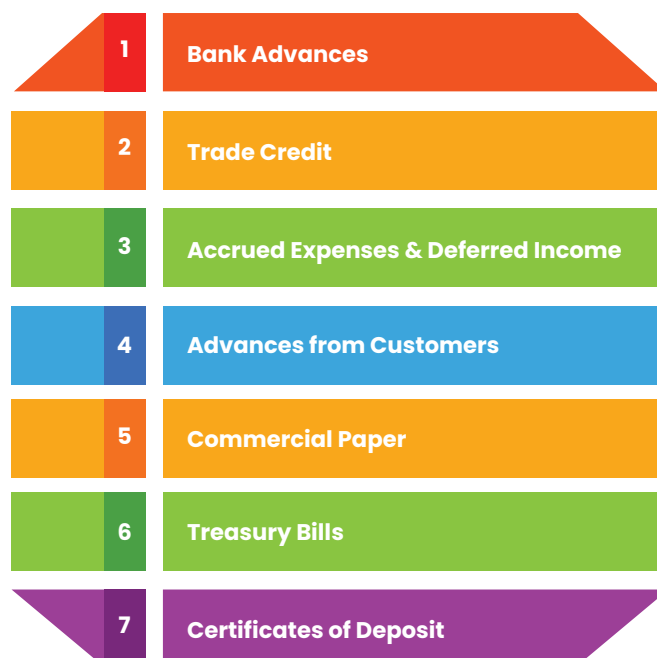 1
Bank Advances
2
Trade Credit
3
Accrued Expenses & Deferred Income
4
Advances from Customers
5
Commercial Paper
6
Treasury Bills
7
Certificates of Deposit